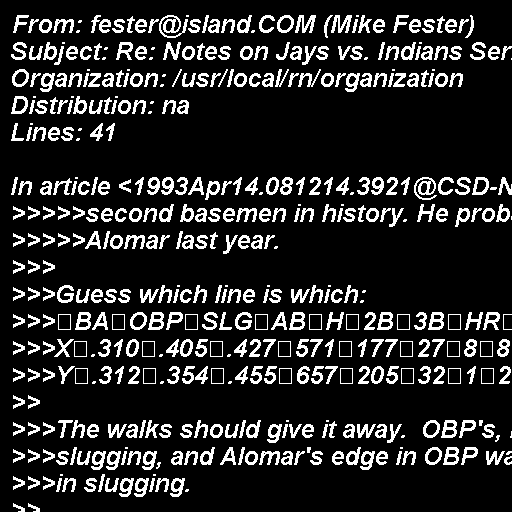 From: fester@island.COM (Mike Fester)
Subject: Re: Notes on Jays vs. Indians Ser
Organization: /usr/local/rn/organization
Distribution: na
Lines: 41

In article <1993Apr14.081214.3921@CSD-N
>>>>>second basemen in history. He proba
>>>>>Alomar last year.
>>>
>>>Guess which line is which:
>>>□BA□OBP□SLG□AB□H□2B□3B□HR□
>>>X□.310□.405□.427□571□177□27□8□8
>>>Y□.312□.354□.455□657□205□32□1□2
>>
>>>The walks should give it away.  OBP's,
>>>slugging, and Alomar's edge in OBP wa
>>>in slugging.
>>